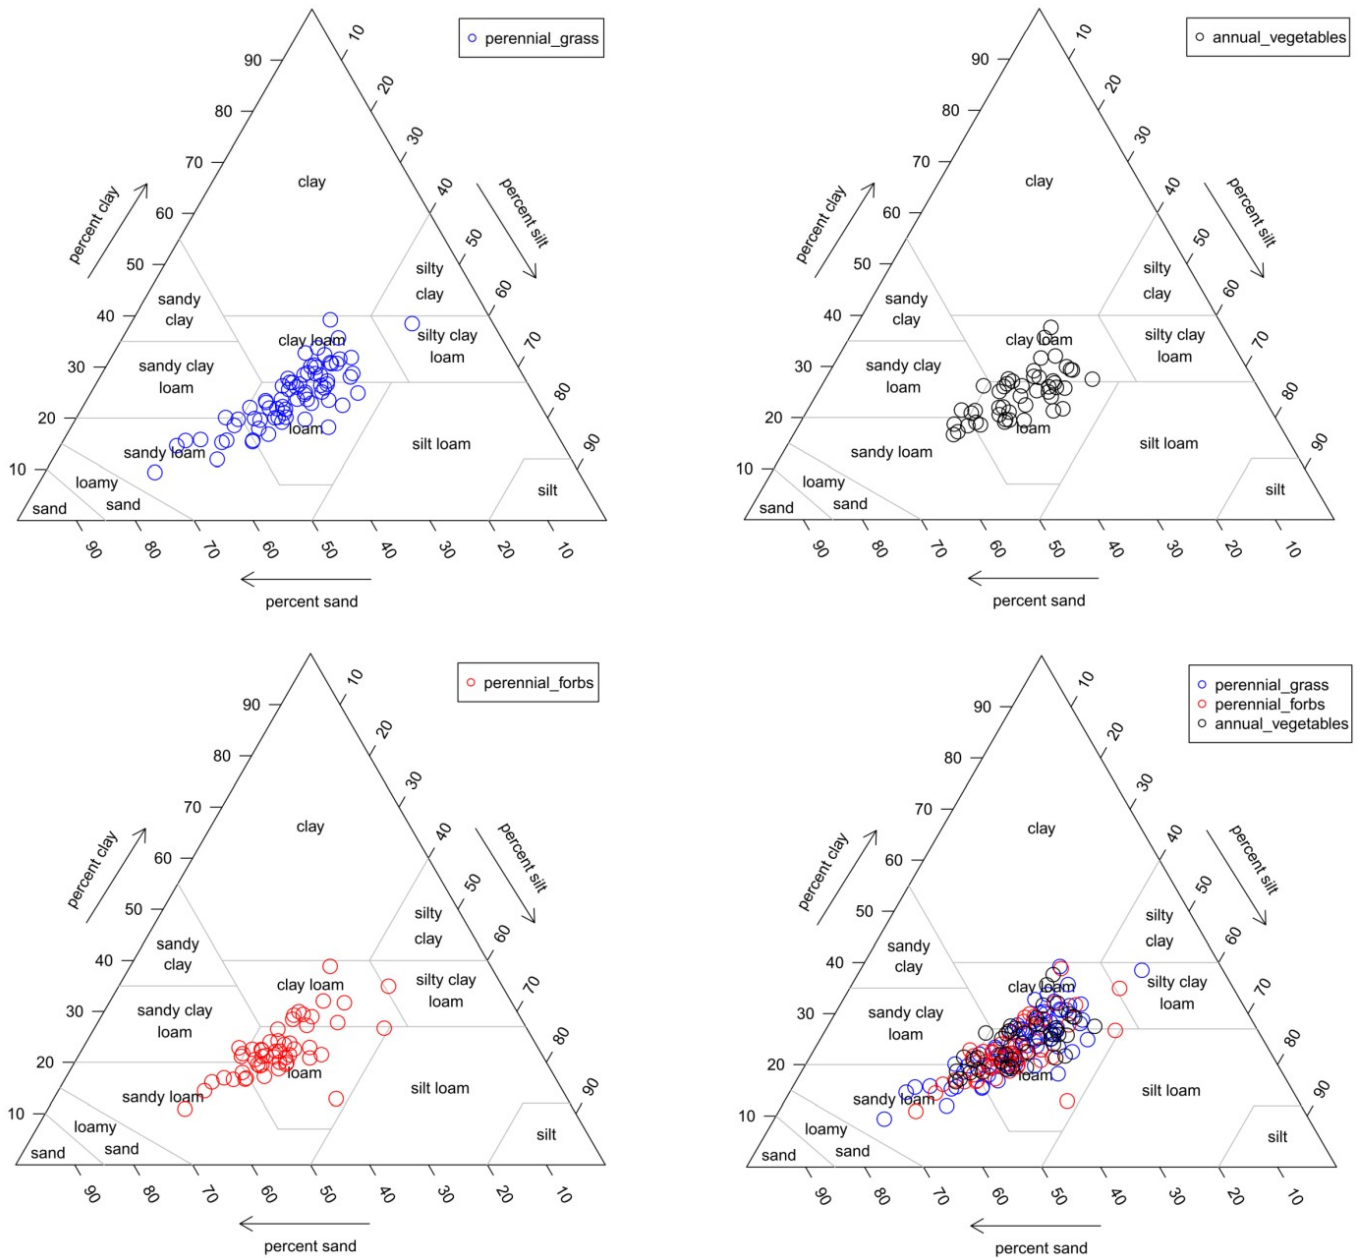 perennial_grass
10
90
20
80
30
70
clay
40
percent clay
percent silt
60
50
50
silty
clay
60
sandy
clay
40
clay loam
silty clay
loam
70
30
sandy clay
loam
80
20
loam
silt loam
90
sandy loam
10
loamy
sand
silt
sand
90
80
70
60
50
40
30
20
10
percent sand
annual_vegetables
10
90
20
80
30
70
clay
40
percent clay
percent silt
60
50
50
silty
clay
60
sandy
clay
40
clay loam
silty clay
loam
70
30
sandy clay
loam
80
20
loam
silt loam
90
sandy loam
10
loamy
sand
silt
sand
90
80
70
60
50
40
30
20
10
percent sand
perennial_forbs
10
90
20
80
30
70
clay
40
percent clay
percent silt
60
50
50
silty
clay
60
sandy
clay
40
clay loam
silty clay
loam
70
30
sandy clay
loam
80
20
loam
silt loam
90
sandy loam
10
loamy
sand
silt
sand
90
80
70
60
50
40
30
20
10
percent sand
perennial_grass
perennial_forbs
annual_vegetables
10
90
20
80
30
70
clay
40
percent clay
percent silt
60
50
50
silty
clay
60
sandy
clay
40
clay loam
silty clay
loam
70
30
sandy clay
loam
80
20
loam
silt loam
90
sandy loam
10
loamy
sand
silt
sand
90
80
70
60
50
40
30
20
10
percent sand